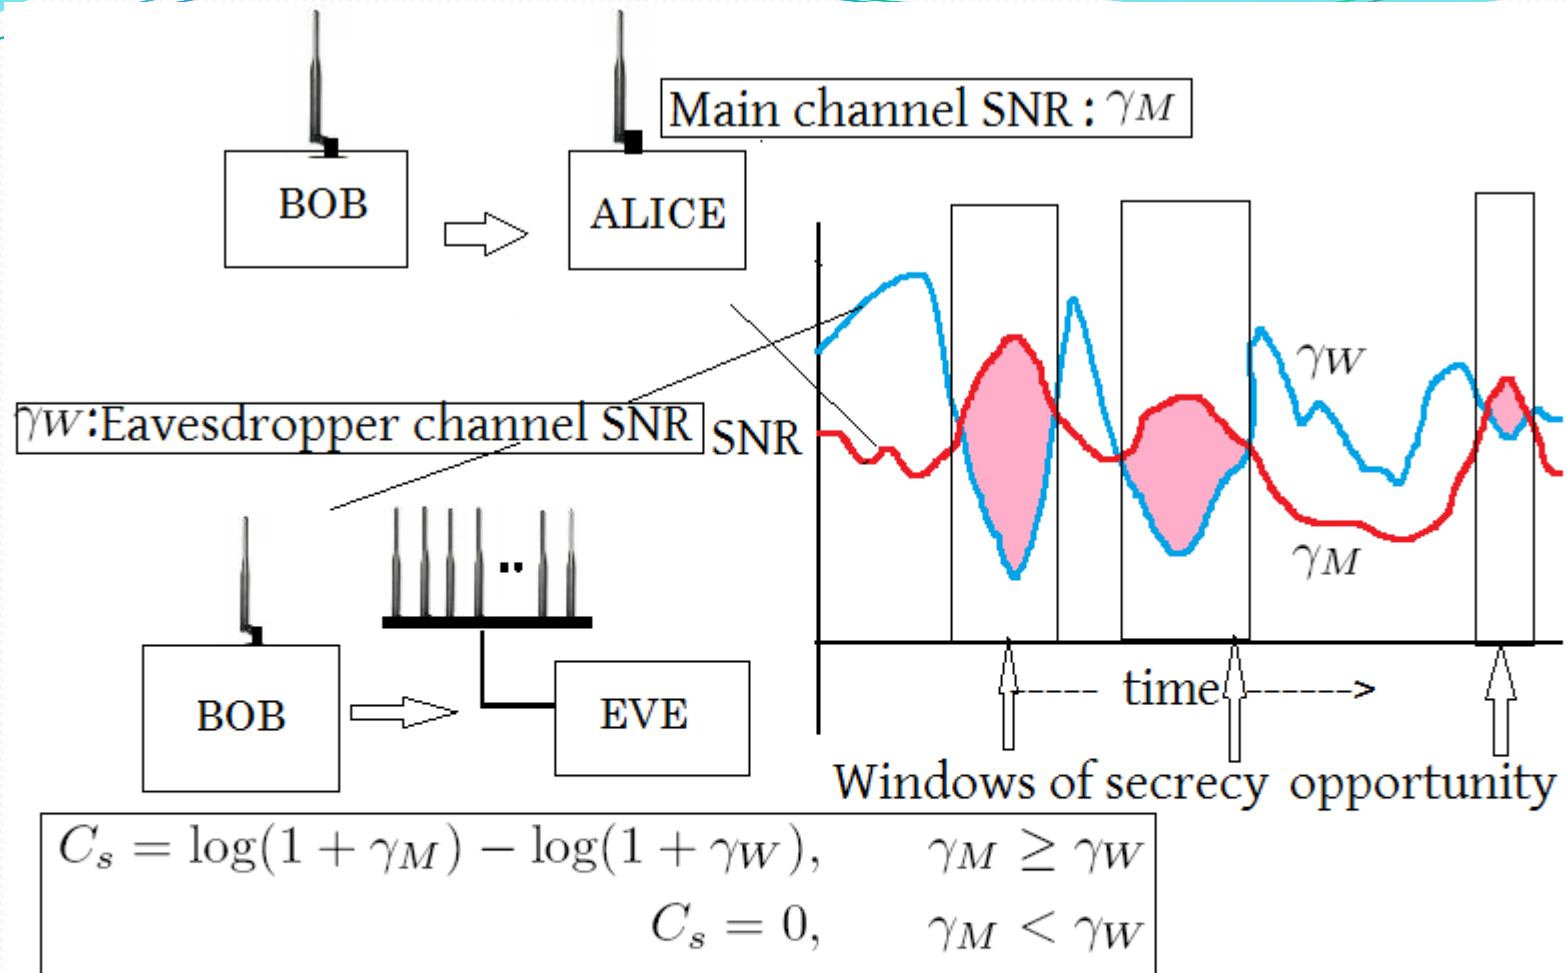 Main channel SNR : γM
BOB
ALICE
γW
γW:Eavesdropper channel SNR
SNR
γM
..
BOB
EVE
----- time ------>
Windows of secrecy opportunity
Cs = log(1 + γM) − log(1 + γW), γM ≥ γW
Cs = 0, γM < γW